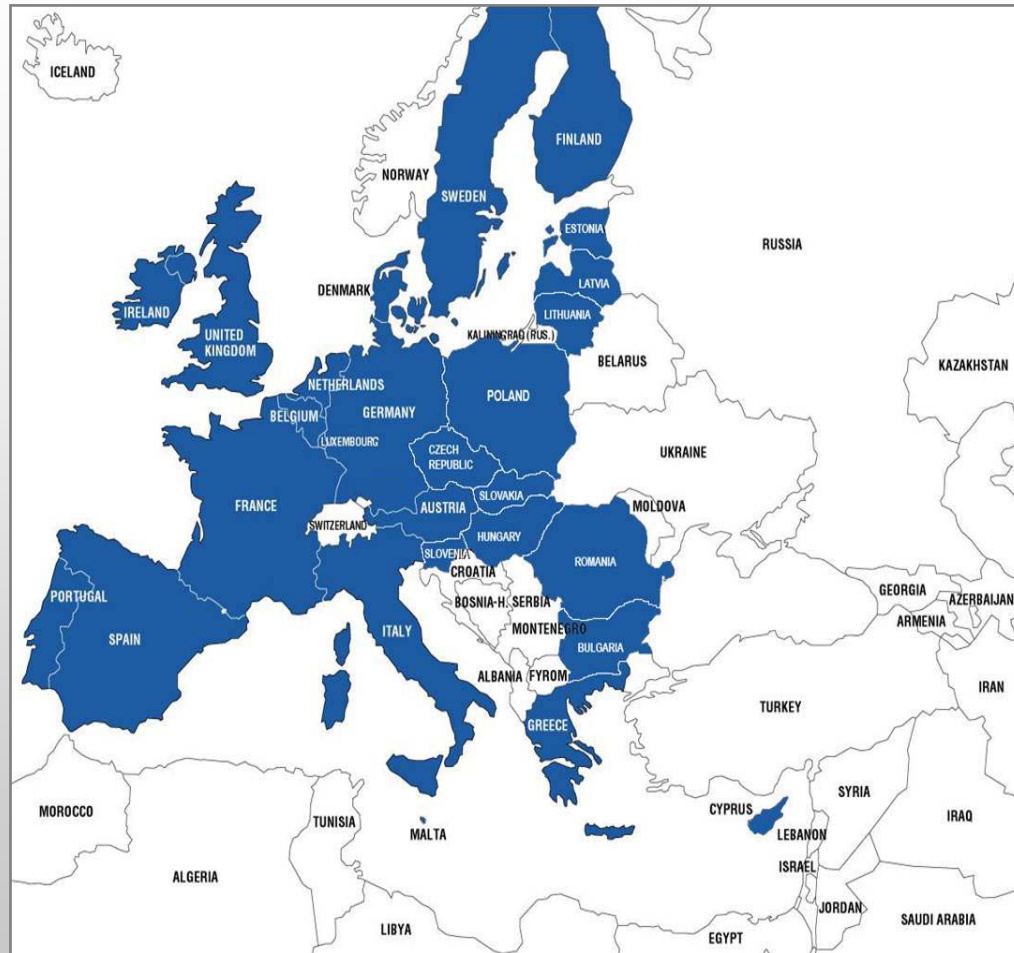 ICELAND
FINLAND
NORWAY
SWEDEN
ESTONIA
RUSSIA
DENMARK
LATVIA
IRELAND
LITHUANIA
UNITED
KINGDOM
KALININGRAD (RUS.)
BELARUS
KAZAKHSTAN
NETHERLANDS
POLAND
BELGIUM
GERMANY
LUXEMBOURG
CZECH
REPUBLIC
UKRAINE
SLOVAKIA
FRANCE
AUSTRIA
MOLDOVA
SWITZERLAND
HUNGARY
SLOVENIA
ROMANIA
CROATIA
PORTUGAL
BOSNIA-H.
SERBIA
GEORGIA
AZERBAIJAN
ARMENIA
SPAIN
ITALY
MONTENEGRO
BULGARIA
ALBANIA
FYROM
IRAN
TURKEY
GREECE
MOROCCO
TUNISIA
MALTA
CYPRUS
SYRIA
LEBANON
IRAQ
ISRAEL
ALGERIA
JORDAN
SAUDI ARABIA
LIBYA
EGYPT